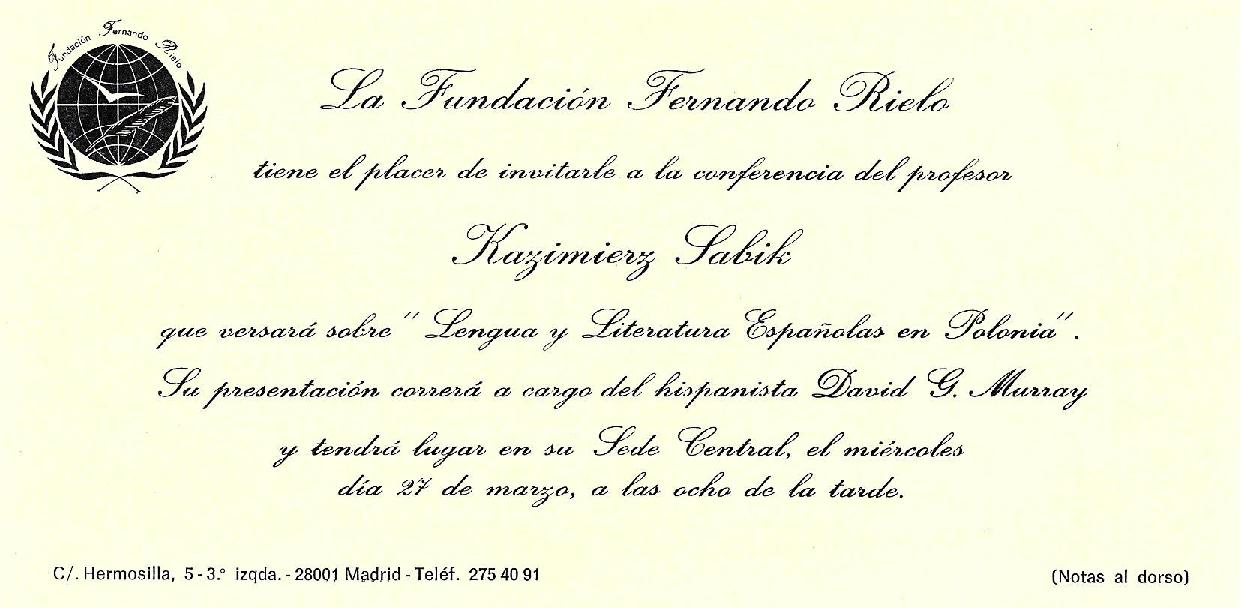 Fundación Fernando Rielo
La Fundación Fernando Rielo
tiene el placer de invitarle a la conferencia del profesor
Kazimierz Sabik
que versará sobre " Lengua y Literatura Españolas en Polonia".
Su presentación correrá a cargo del hispanista David G. Murray
y tendrá lugar en su Sede Central, el miércoles
día 27 de marzo, a las ocho de la tarde.
C/. Hermosilla, 5 - 3.° izqda. - 28001 Madrid - Teléf. 275 40 91
(Notas al dorso)